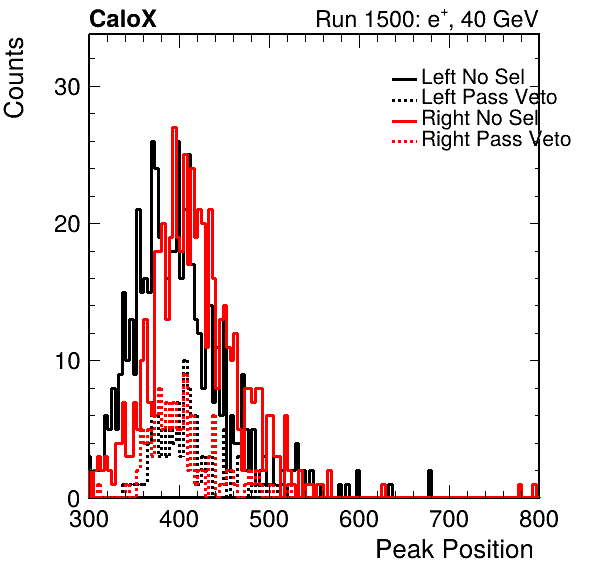 CaloX Run 1500: e⁺, 40 GeV
Counts
30
20
10
0
Left No Sel
Left Pass Veto
Right No Sel
Right Pass Veto
300 400 500 600 700 800
Peak Position